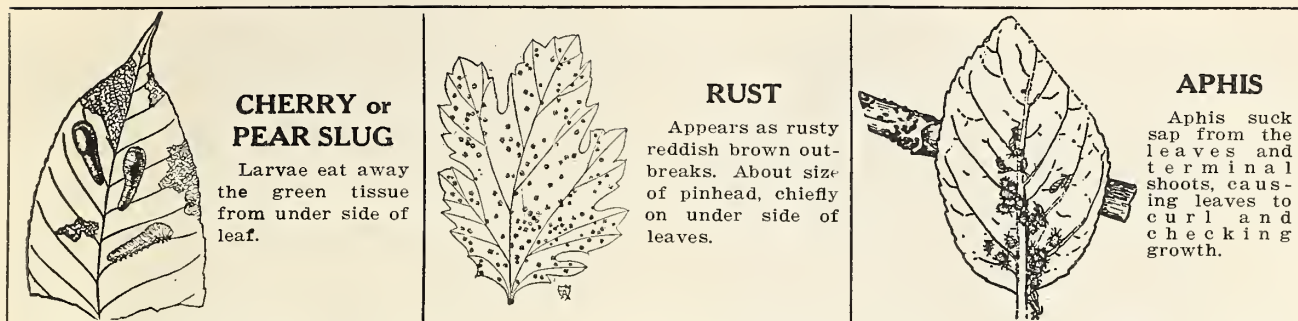 CHERRY or
PEAR SLUG
Larvae eat away
the green tissue
from under side of
leaf.
RUST
Appears as rusty
reddish brown out-
breaks. About size
of pinhead, chiefly
on under side of
leaves.
APHIS
Aphis suck
sap from the
leaves and
terminal
shoots, caus-
ing leaves to
curl and
checking
growth.